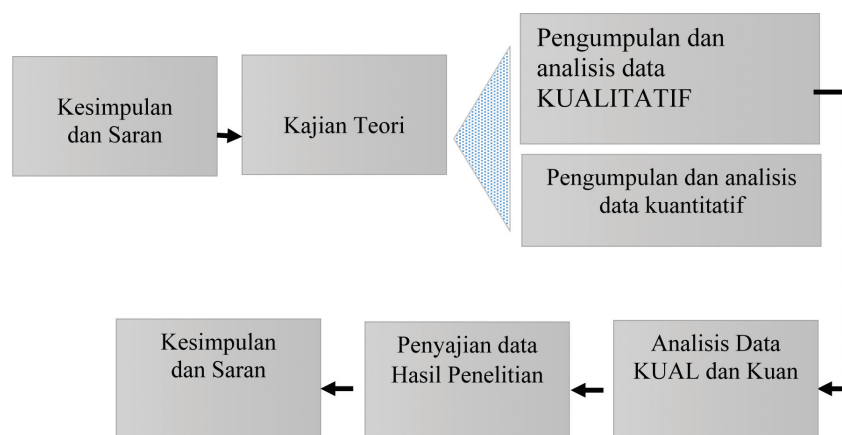 Kesimpulan
dan Saran
Kajian Teori
Pengumpulan dan
analisis data
KUALITATIF
Pengumpulan dan analisis
data kuantitatif
Kesimpulan
dan Saran
Penyajian data
Hasil Penelitian
Analisis Data
KUAL dan Kuan